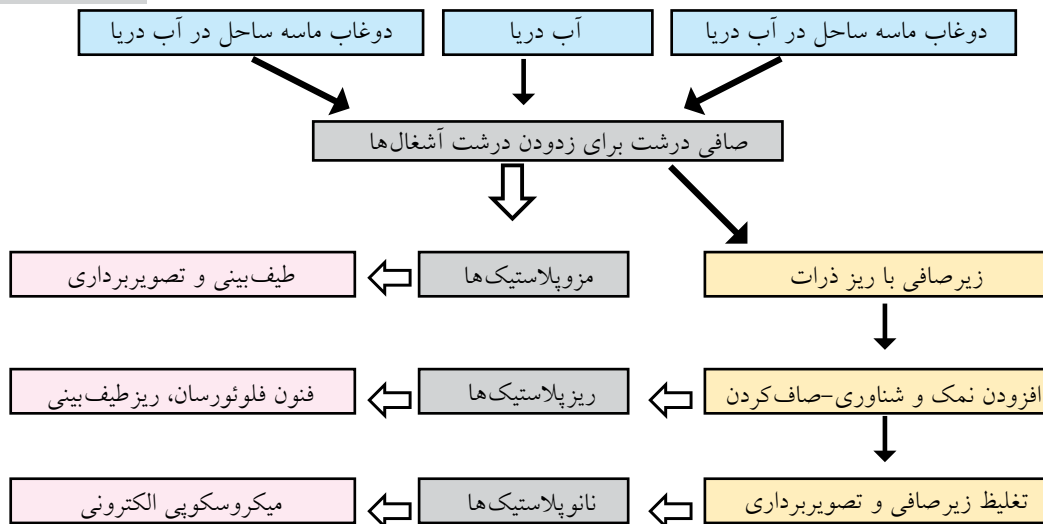 دوغاب ماسه ساحل در آب دریا
آب دریا
دوغاب ماسه ساحل در آب دریا
صافی درشت برای زدودن درشت آشغال‌ها
زیرصافی با ریز ذرات
مزوپلاستیک‌ها
طیف‌بینی و تصویربرداری
افزودن نمک و شناوری-صاف‌کردن
ریزپلاستیک‌ها
فنون فلوئورسان، ریزطیف‌بینی
تغلیظ زیرصافی و تصویربرداری
نانوپلاستیک‌ها
میکروسکوپی الکترونی